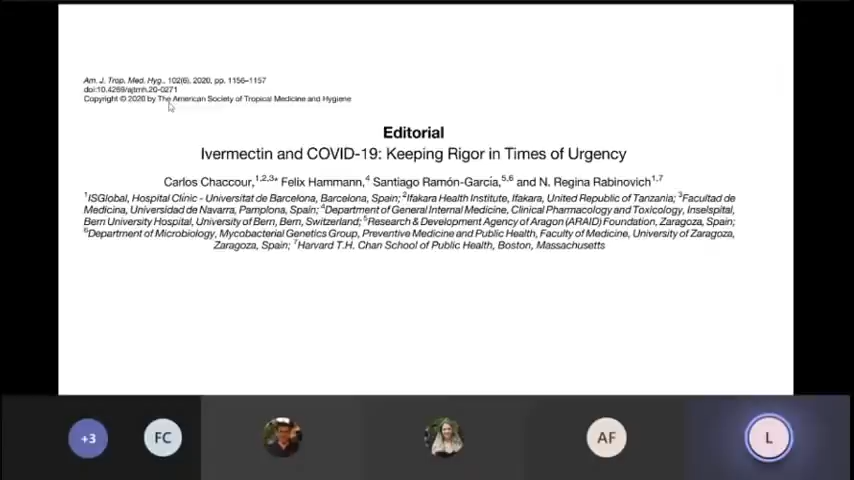 Am. J. Trop. Med. Hyg., 102(6), 2020, pp. 1156–1157
doi:10.4269/ajtmh.20-0271
Copyright © 2020 by The American Society of Tropical Medicine and Hygiene
Editorial
Ivermectin and COVID-19: Keeping Rigor in Times of Urgency
Carlos Chaccour,1,2,3* Felix Hammann,4 Santiago Ramón-García,5,6 and N. Regina Rabinovich1,7
1ISGlobal, Hospital Clínic - Universitat de Barcelona, Barcelona, Spain; 2Ifakara Health Institute, Ifakara, United Republic of Tanzania; 3Facultad de
Medicina, Universidad de Navarra, Pamplona, Spain; 4Department of General Internal Medicine, Clinical Pharmacology and Toxicology, Inselspital,
Bern University Hospital, University of Bern, Bern, Switzerland; 5Research & Development Agency of Aragon (ARAID) Foundation, Zaragoza, Spain;
6Department of Microbiology, Mycobacterial Genetics Group, Preventive Medicine and Public Health, Faculty of Medicine, University of Zaragoza,
Zaragoza, Spain; 7Harvard T.H. Chan School of Public Health, Boston, Massachusetts
+3 FC AF L